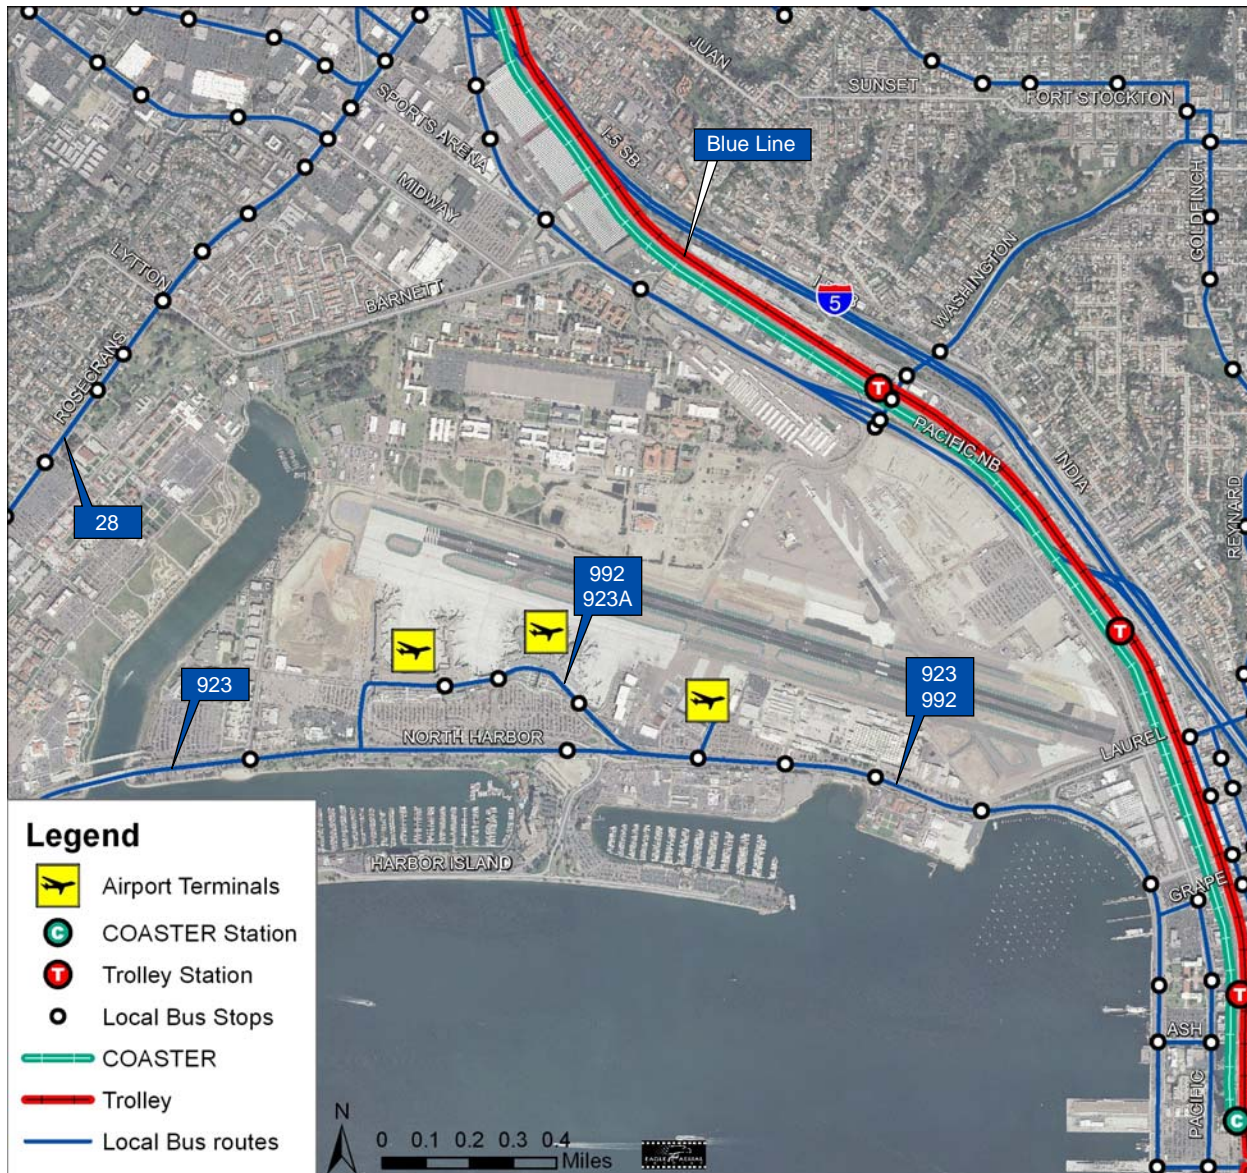 JUAN
SUNSET
FORT STOCKTON
SPORTS ARENA
I-5 SB
Blue Line
MIDWAY
GOLDFINCH
WASHINGTON
LYTTON
BARNETT
5
ROSECRANS
PACIFIC NB
INDIA
REYNARD
28
992
923A
923
923
992
NORTH HARBOR
LAUREL
HARBOR ISLAND
GRAPE
ASH
PACIFIC
T
T
T
C
Legend
Airport Terminals
C COASTER Station
T Trolley Station
Local Bus Stops
COASTER
Trolley
Local Bus routes
N
0 0.1 0.2 0.3 0.4
Miles